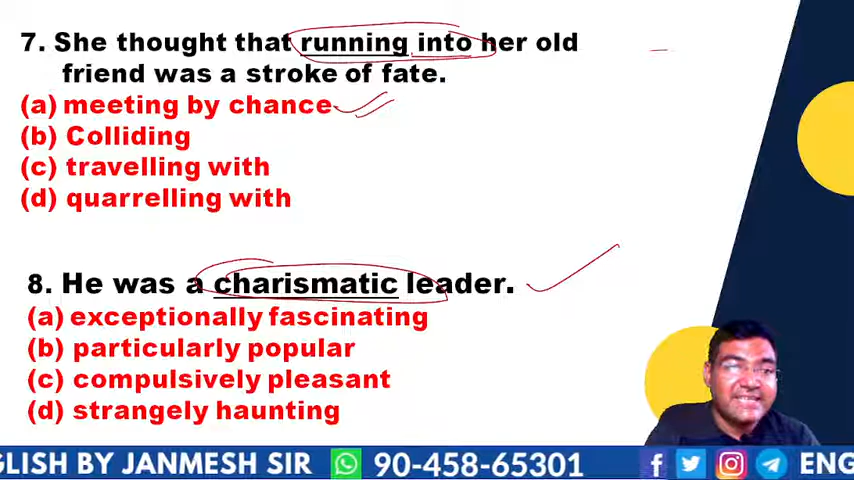 7. She thought that running into her old
friend was a stroke of fate.
(a) meeting by chance
(b) Colliding
(c) travelling with
(d) quarrelling with
8. He was a charismatic leader.
(a) exceptionally fascinating
(b) particularly popular
(c) compulsively pleasant
(d) strangely haunting
GLISH BY JANMESH SIR 90-458-65301 ENG